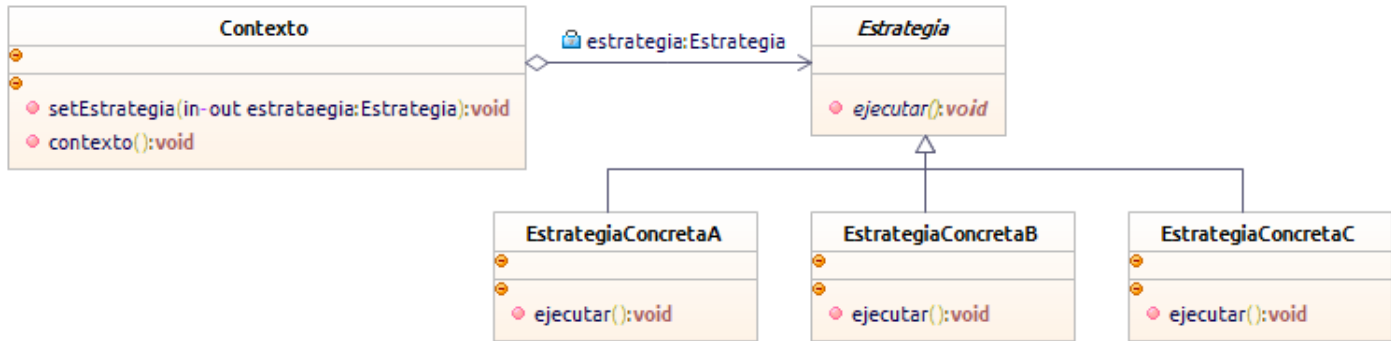 Contexto
setEstrategia(in-out estrataegia:Estrategia):void
contexto():void
estrategia:Estrategia
Estrategia
ejecutar():void
EstrategiaConcretaA
ejecutar():void
EstrategiaConcretaB
ejecutar():void
EstrategiaConcretaC
ejecutar():void